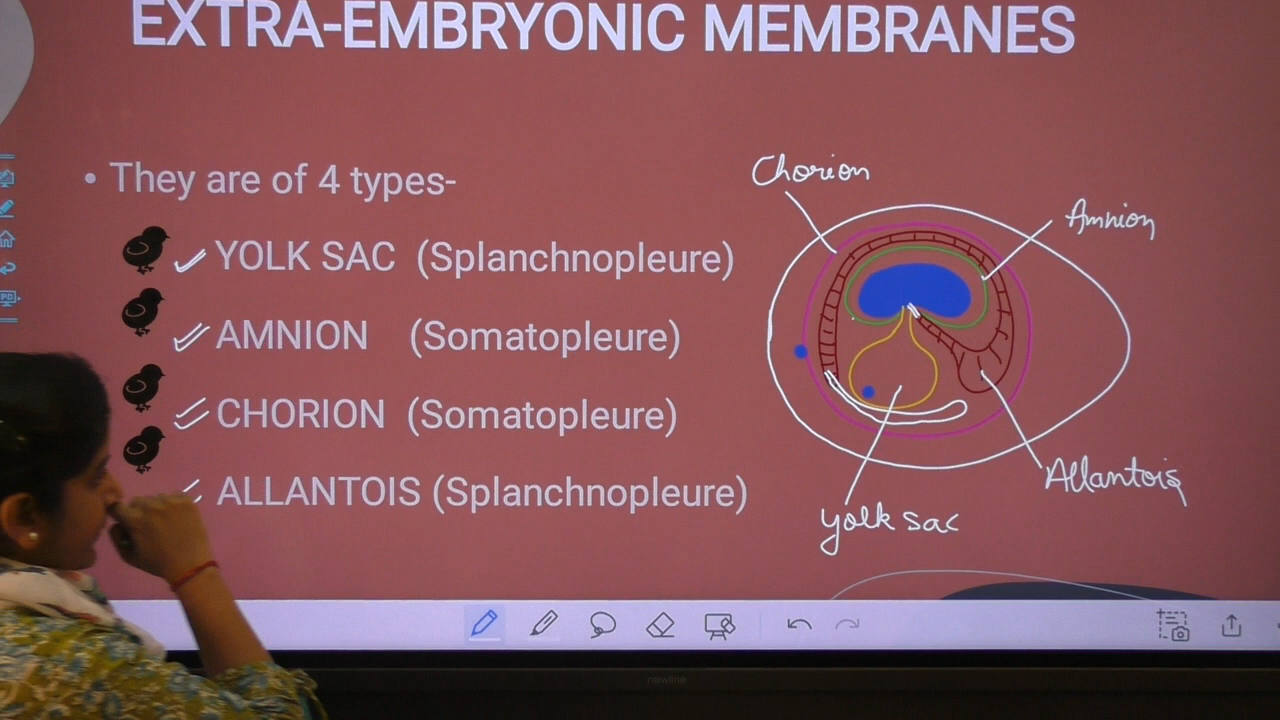 EXTRA-EMBRYONIC MEMBRANES
• They are of 4 types-
YOLK SAC (Splanchnopleure)
AMNION (Somatopleure)
CHORION (Somatopleure)
ALLANTOIS (Splanchnopleure)
Chorion
Amnion
Allantois
yolk sac
newline